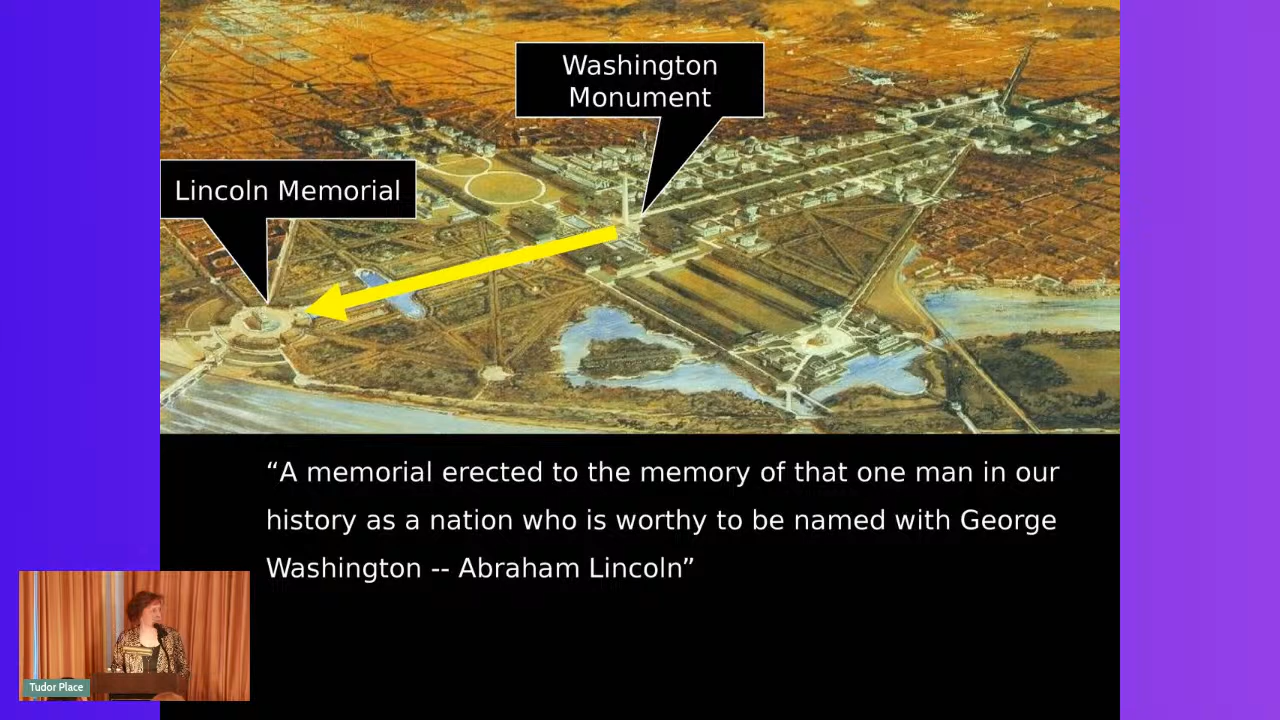 Washington
Monument
Lincoln Memorial
“A memorial erected to the memory of that one man in our
history as a nation who is worthy to be named with George
Washington -- Abraham Lincoln”
Tudor Place